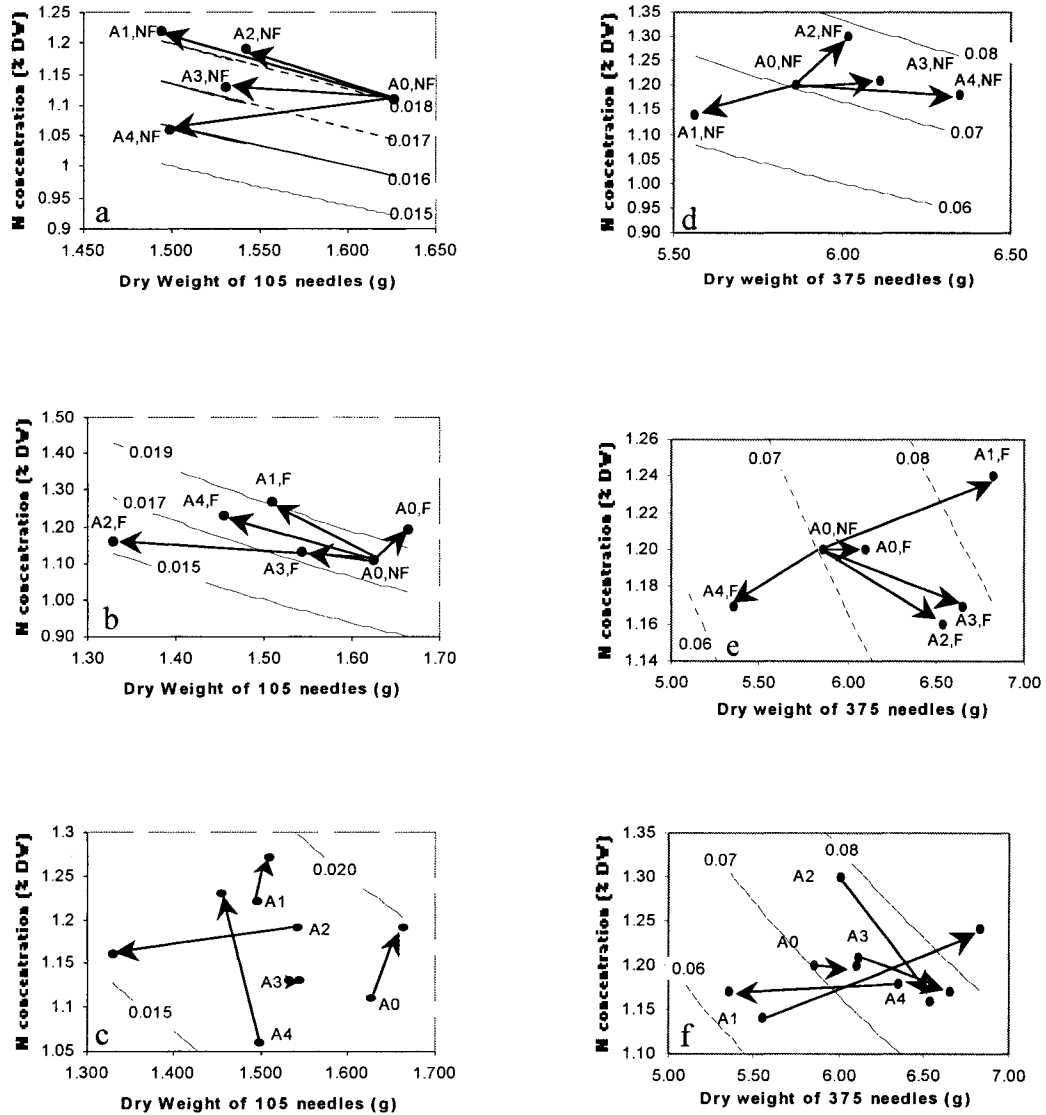 N concentration (% DW)
1.25
1.2
1.15
1.1
1.05
1
0.95
0.9
A1,NF
A2,NF
A3,NF
A0,NF
A4,NF
0.018
0.017
0.016
0.015
a
1.450
1.500
1.550
1.600
1.650
Dry Weight of 105 needles (g)
N concentration (% DW)
1.35
1.30
1.25
1.20
1.15
1.10
1.05
1.00
0.95
0.90
A2,NF
0.08
A0,NF
A3,NF
A4,NF
A1,NF
0.07
0.06
d
5.50
6.00
6.50
Dry weight of 375 needles (g)
N concentration (% DW)
1.50
1.40
1.30
1.20
1.10
1.00
0.90
0.019
A1,F
0.017
A4,F
A0,F
A2,F
0.015
A3,F
A0,NF
b
1.30
1.40
1.50
1.60
1.70
Dry Weight of 105 needles (g)
N concentration (% DW)
1.26
1.24
1.22
1.20
1.18
1.16
1.14
0.07
0.08
A1,F
A0,NF
A0,F
A4,F
A3,F
A2,F
0.06
e
5.00
5.50
6.00
6.50
7.00
Dry weight of 375 needles (g)
N concentration (% DW)
1.3
1.25
1.2
1.15
1.1
1.05
0.020
A1
A2
A3
A0
0.015
A4
c
1.300
1.400
1.500
1.600
1.700
Dry Weight of 105 needles (g)
N concentration (% DW)
1.35
1.30
1.25
1.20
1.15
1.10
0.08
0.07
A2
A0
A3
0.06
A4
A1
f
5.00
5.50
6.00
6.50
7.00
Dry Weight of 375 needles (g)